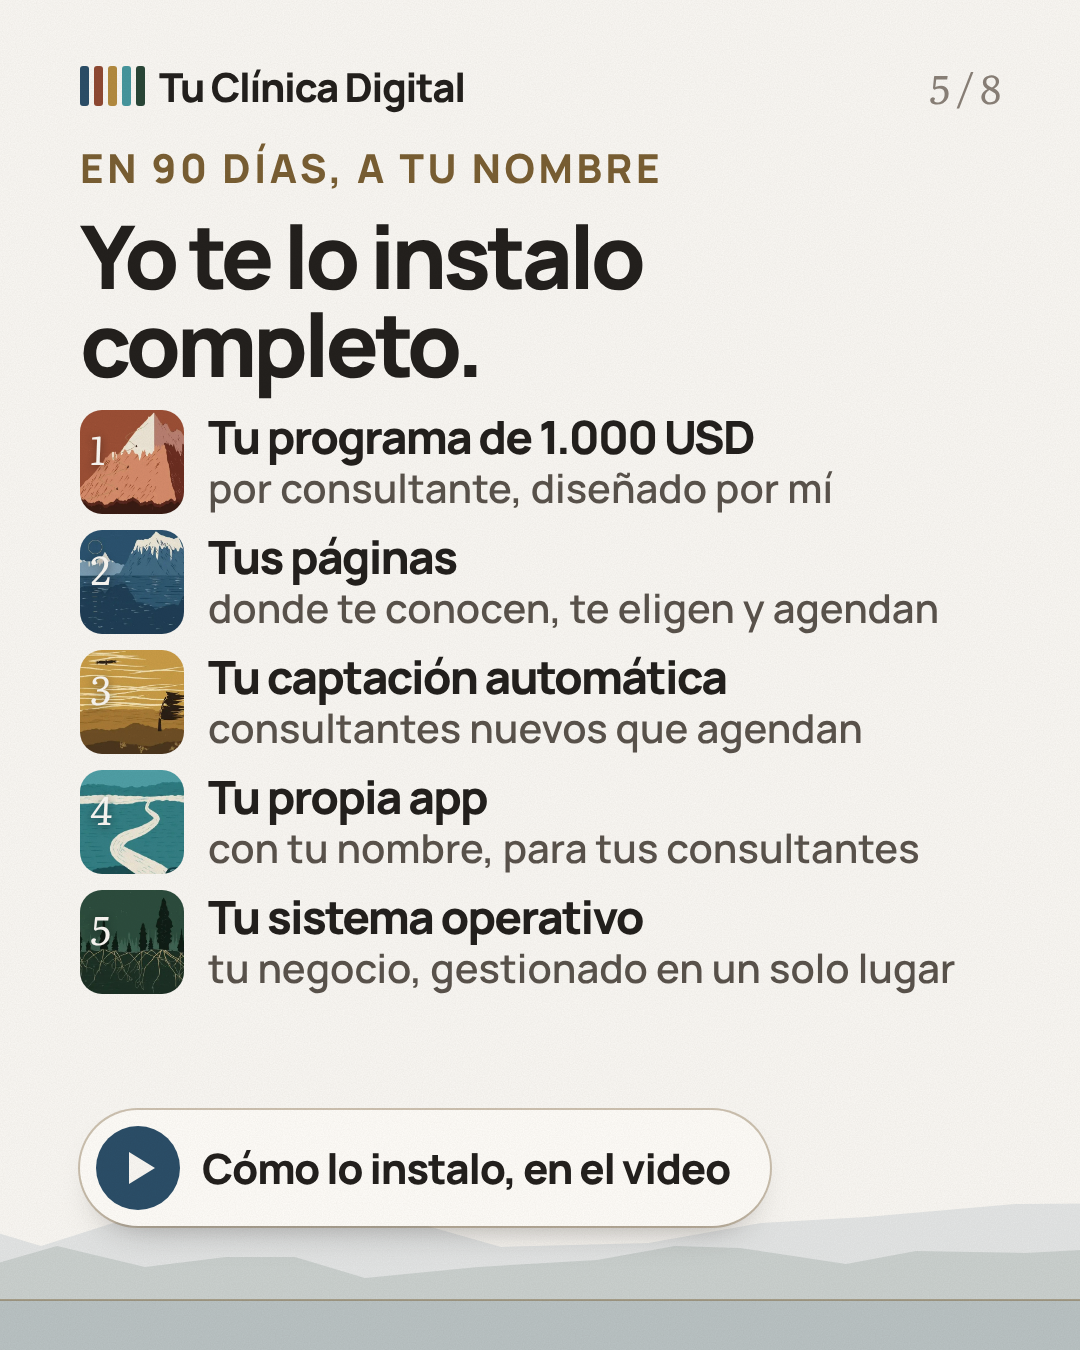 Tu Clínica Digital
5/8
EN 90 DÍAS, A TU NOMBRE
Yo te lo instalo
completo.
1
Tu programa de 1.000 USD
por consultante, diseñado por mí
2
Tus páginas
donde te conocen, te eligen y agendan
3
Tu captación automática
consultantes nuevos que agendan
4
Tu propia app
con tu nombre, para tus consultantes
5
Tu sistema operativo
tu negocio, gestionado en un solo lugar
Cómo lo instalo, en el video